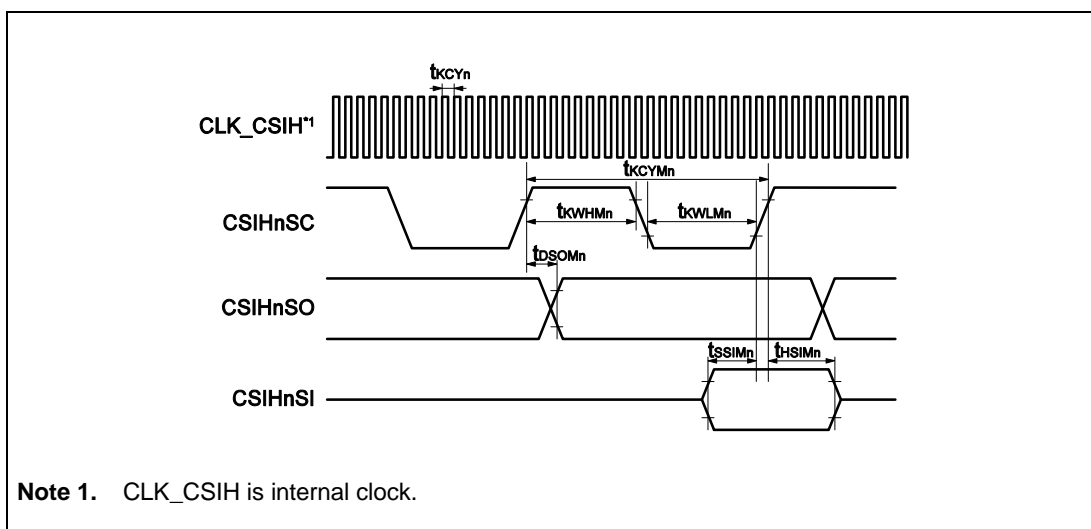 tKCYn
CLK_CSIH*1
tKCYMn
CSIHnSC
tKWHMn
tKWLMn
tDSOMn
CSIHnSO
tSSIMn
tHSIMn
CSIHnSI
Note 1. CLK_CSIH is internal clock.